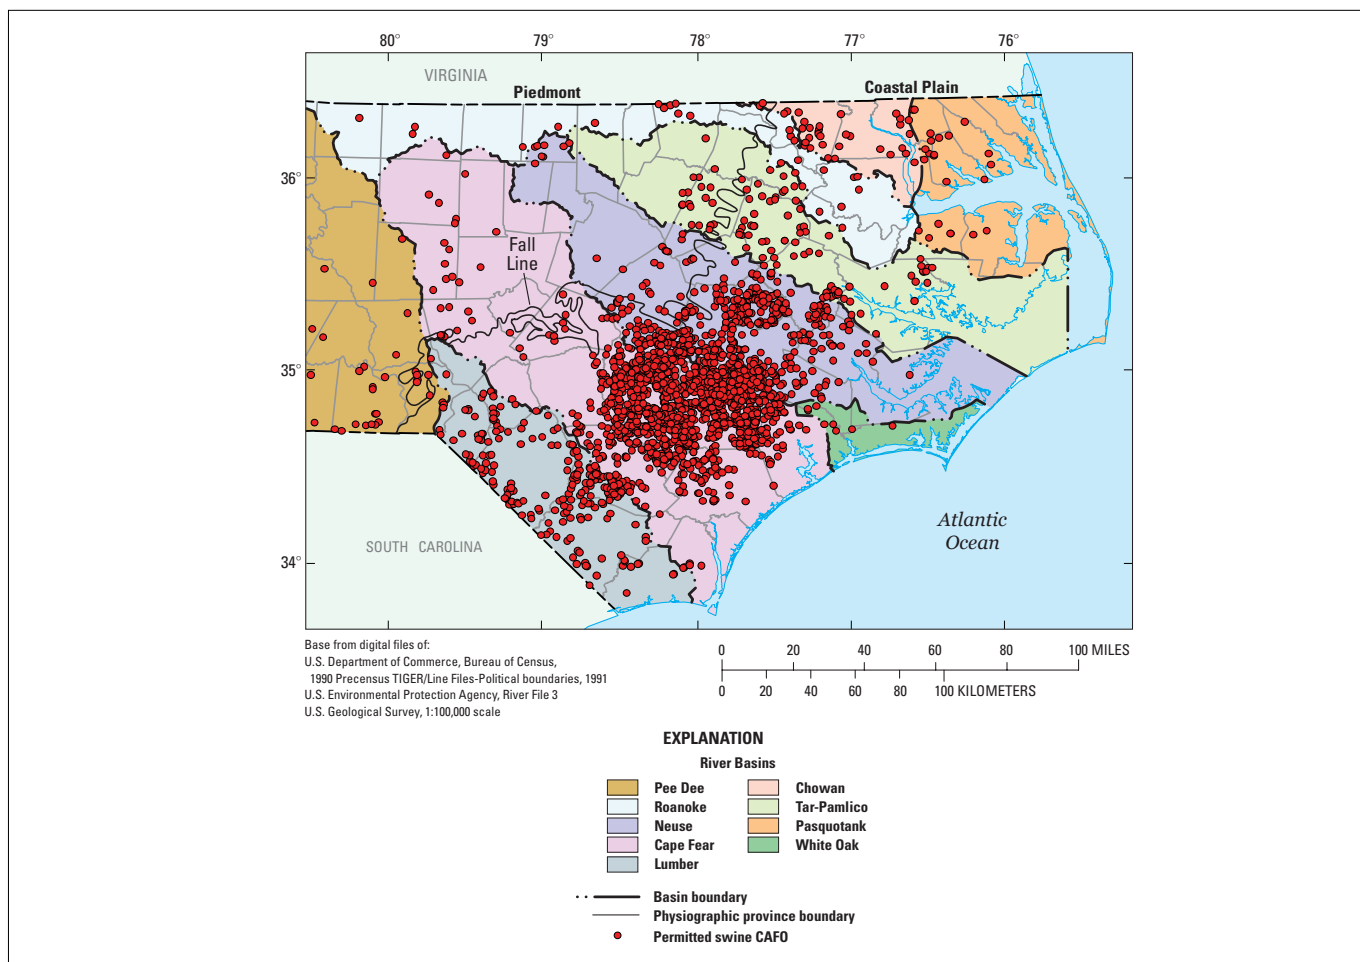 80°
79°
78°
77°
76°
VIRGINIA
Piedmont
Coastal Plain
36°
Fall
Line
35°
34°
SOUTH CAROLINA
Atlantic
Ocean
Base from digital files of:
U.S. Department of Commerce, Bureau of Census,
1990 Precensus TIGER/Line Files-Political boundaries, 1991
U.S. Environmental Protection Agency, River File 3
U.S. Geological Survey, 1:100,000 scale
0 20 40 60 80 100 MILES
0 20 40 60 80 100 KILOMETERS
EXPLANATION
River Basins
Pee Dee
Roanoke
Neuse
Cape Fear
Lumber
Chowan
Tar-Pamlico
Pasquotank
White Oak
Basin boundary
Physiographic province boundary
Permitted swine CAFO